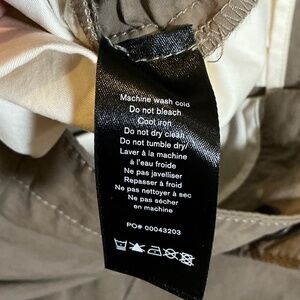 Machine wash cold
Do not bleach
Cool iron
Do not dry clean
Do not tumble dry
Laver à la machine
à l'eau froide
Ne pas javelliser
Repasser à froid
Ne pas nettoyer à sec
Ne pas sécher
en machine
PO# 00043203